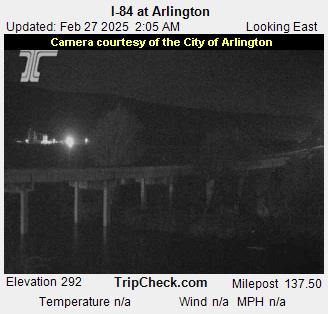 I-84 at Arlington
Updated: Feb 27 2025 2:05 AM Looking East
Camera courtesy of the City of Arlington
Elevation 292 TripCheck.com Milepost 137.50
Temperature n/a Wind n/a MPH n/a